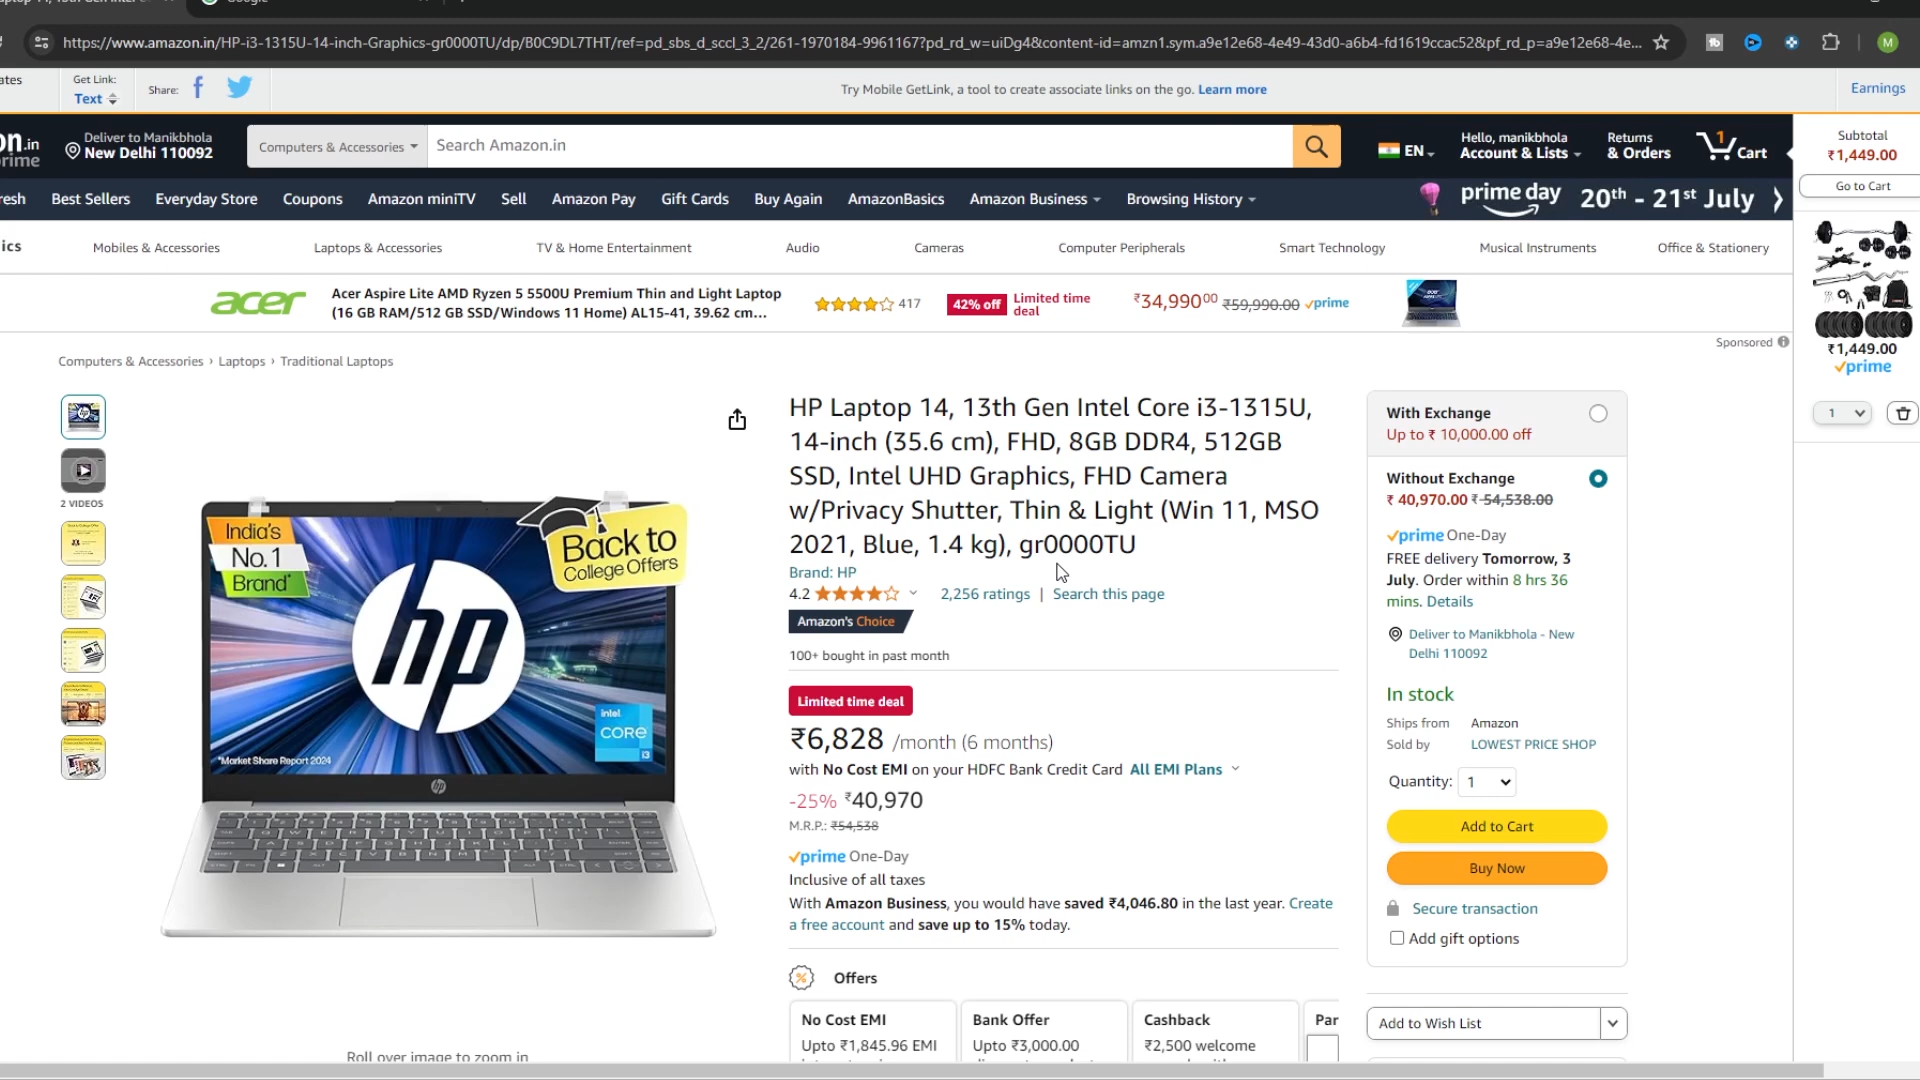 Google
https://www.amazon.in/HP-i3-1315U-14-inch-Graphics-gr0000TU/dp/B0C9DL7THT/ref=pd_sbs_d_sccl_3_2/261-1970184-9961167?pd_rd_w=uiDg4&content-id=amzn1.sym.a9e12e68-4e49-43d0-a6b4-fd1619ccac52&pf_rd_p=a9e12e68-4e...
M
ates
Get Link:
Text
Share:
Try Mobile GetLink, a tool to create associate links on the go. Learn more
Earnings
on.in
prime
Deliver to Manikbhola
New Delhi 110092
Computers & Accessories
Search Amazon.in
EN
Hello, manikbhola
Account & Lists
Returns
& Orders
1
Cart
Subtotal
₹1,449.00
Go to Cart
resh
Best Sellers
Everyday Store
Coupons
Amazon miniTV
Sell
Amazon Pay
Gift Cards
Buy Again
AmazonBasics
Amazon Business
Browsing History
prime day
20th - 21st July
ics
Mobiles & Accessories
Laptops & Accessories
TV & Home Entertainment
Audio
Cameras
Computer Peripherals
Smart Technology
Musical Instruments
Office & Stationery
acer
Acer Aspire Lite AMD Ryzen 5 5500U Premium Thin and Light Laptop
(16 GB RAM/512 GB SSD/Windows 11 Home) AL15-41, 39.62 cm...
417
42% off
Limited time
deal
₹34,99000 ₹59,990.00 prime
Sponsored
₹1,449.00
prime
1
Computers & Accessories › Laptops › Traditional Laptops
2 VIDEOS
India's
No.1
Brand*
Back to
College Offers
hp
intel
CORE
i3
*Market Share Report 2024
hp
Roll over image to zoom in
HP Laptop 14, 13th Gen Intel Core i3-1315U,
14-inch (35.6 cm), FHD, 8GB DDR4, 512GB
SSD, Intel UHD Graphics, FHD Camera
w/Privacy Shutter, Thin & Light (Win 11, MSO
2021, Blue, 1.4 kg), gr0000TU
Brand: HP
4.2
2,256 ratings | Search this page
Amazon's Choice
100+ bought in past month
Limited time deal
₹6,828 /month (6 months)
with No Cost EMI on your HDFC Bank Credit Card All EMI Plans
-25% ₹40,970
M.R.P.: ₹54,538
prime One-Day
Inclusive of all taxes
With Amazon Business, you would have saved ₹4,046.80 in the last year. Create
a free account and save up to 15% today.
Offers
No Cost EMI
Upto ₹1,845.96 EMI
Bank Offer
Upto ₹3,000.00
Cashback
₹2,500 welcome
Par
With Exchange
Up to ₹ 10,000.00 off
Without Exchange
₹ 40,970.00 ₹ 54,538.00
prime One-Day
FREE delivery Tomorrow, 3
July. Order within 8 hrs 36
mins. Details
Deliver to Manikbhola - New
Delhi 110092
In stock
Ships from Amazon
Sold by LOWEST PRICE SHOP
Quantity: 1
Add to Cart
Buy Now
Secure transaction
Add gift options
Add to Wish List